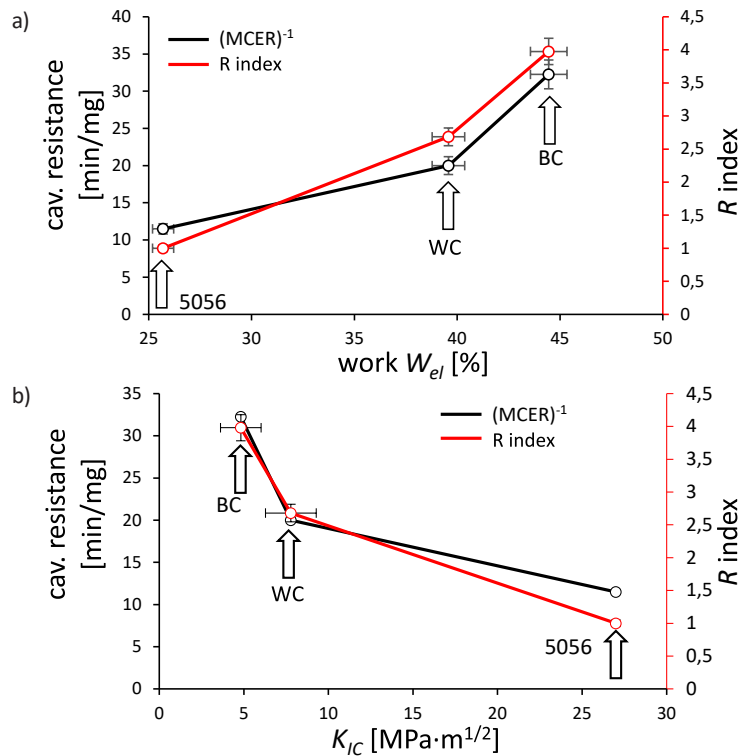 a)
40
35
30
25
20
15
10
5
0
cav. resistance
[min/mg]
(MCER)⁻¹
R index
4,5
4
3,5
3
2,5
2
1,5
1
0,5
0
R index
BC
WC
5056
25
30
35
40
45
50
work Wel [%]
b)
35
30
25
20
15
10
5
0
cav. resistance
[min/mg]
(MCER)⁻¹
R index
4,5
4
3,5
3
2,5
2
1,5
1
0,5
0
R index
BC
WC
5056
0
5
10
15
20
25
30
KIC [MPa·m1/2]